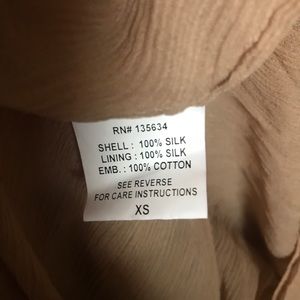 RN# 135634
SHELL : 100% SILK
LINING : 100% SILK
EMB. : 100% COTTON
SEE REVERSE
FOR CARE INSTRUCTIONS
XS